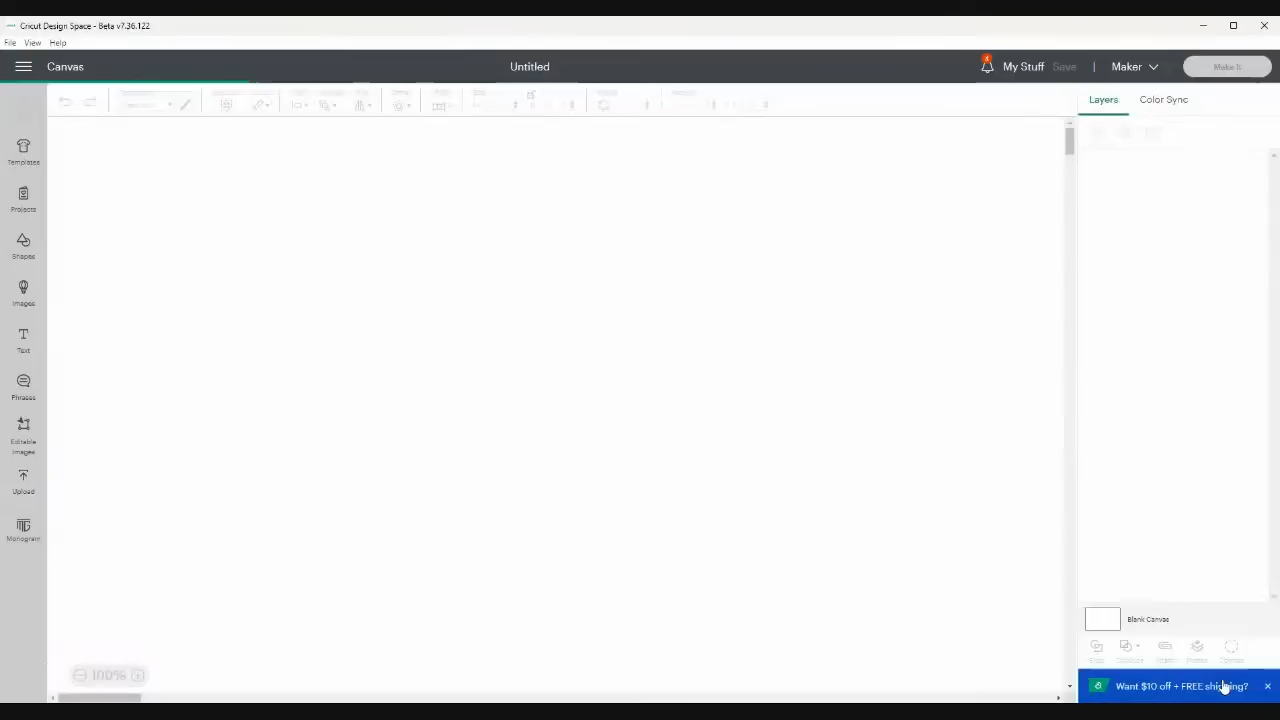 Cricut Design Space - Beta v7.36.122
File View Help
Canvas
Untitled
My Stuff Save | Maker
Make It
Layers Color Sync
Templates
Projects
Shapes
Images
Text
Phrases
Editable
Images
Upload
Monogram
Blank Canvas
100%
Want $10 off + FREE shipping?